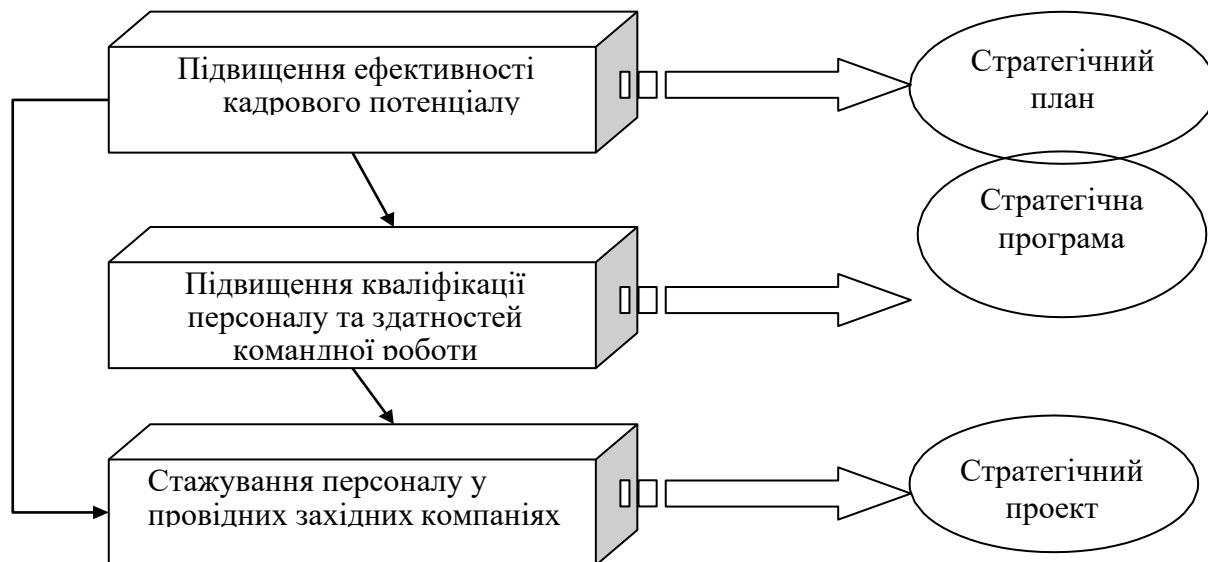 Підвищення ефективності
кадрового потенціалу
Стратегічний
план
Стратегічна
програма
Підвищення кваліфікації
персоналу та здатностей
командної роботи
Стажування персоналу у
провідних західних компаніях
Стратегічний
проект